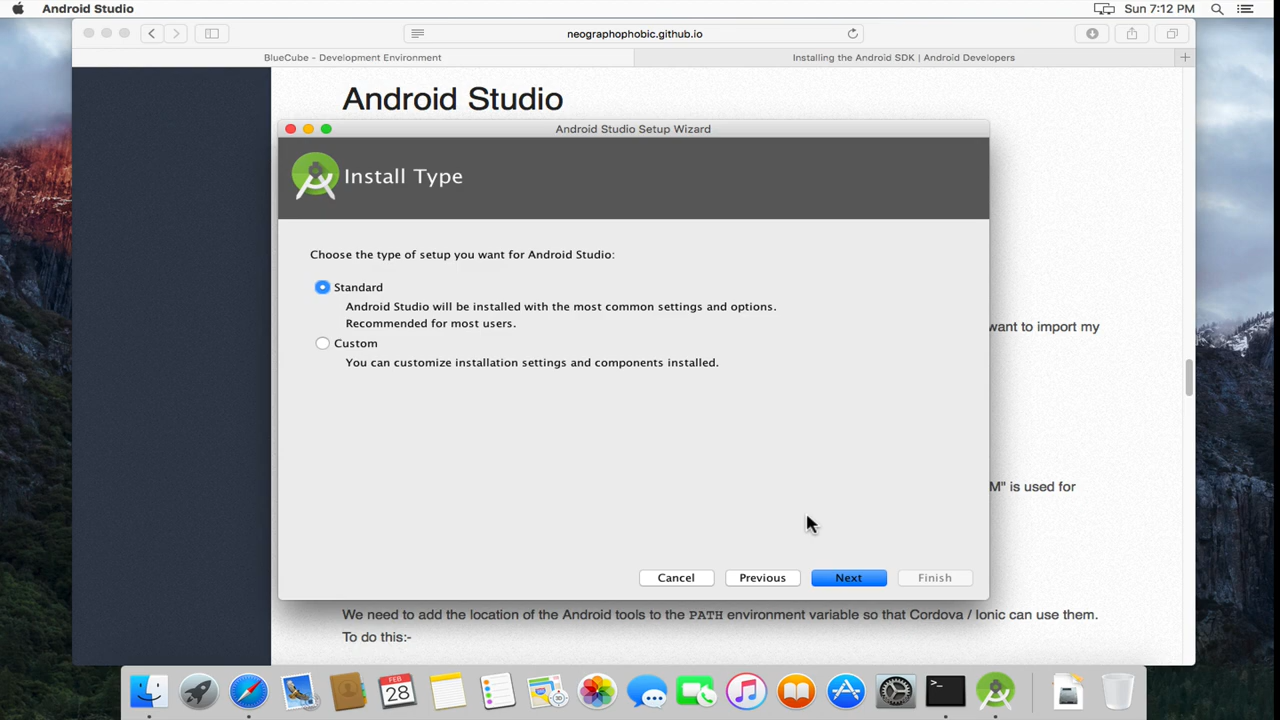 Android Studio
Sun 7:12 PM
neographophobic.github.io
BlueCube - Development Environment
Installing the Android SDK | Android Developers
+
Android Studio
Android Studio Setup Wizard
Install Type
Choose the type of setup you want for Android Studio:
Standard
Android Studio will be installed with the most common settings and options.
Recommended for most users.
want to import my
Custom
You can customize installation settings and components installed.
M" is used for
Cancel
Previous
Next
Finish
We need to add the location of the Android tools to the PATH environment variable so that Cordova / Ionic can use them.
To do this:-
FEB
28
30
>_